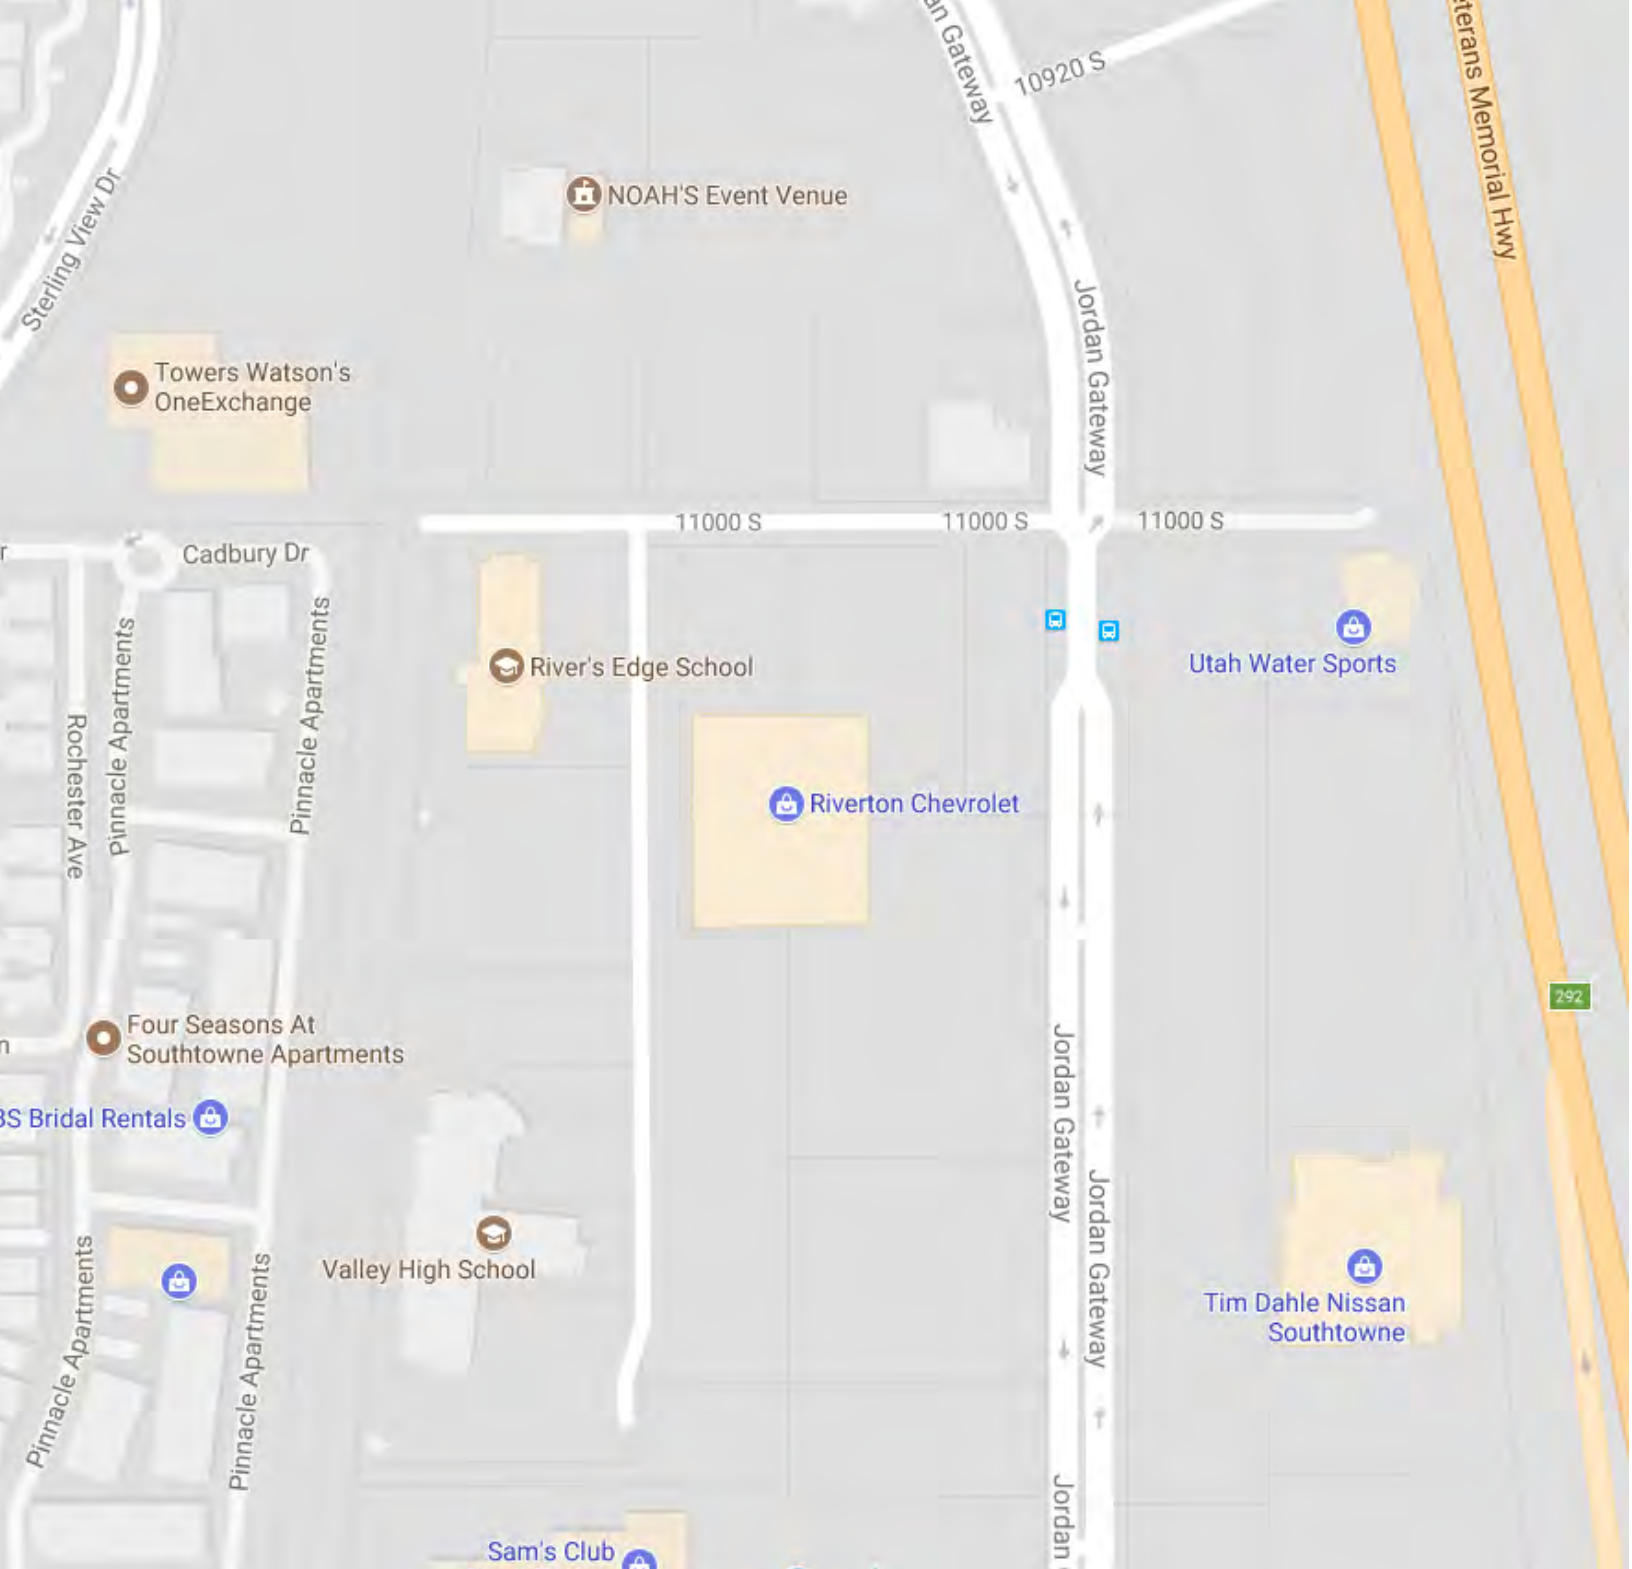 an Gateway
10920 S
eterans Memorial Hwy
NOAH'S Event Venue
Sterling View Dr
Jordan Gateway
Towers Watson's
OneExchange
11000 S
11000 S
11000 S
r
Cadbury Dr
River's Edge School
Utah Water Sports
Rochester Ave
Pinnacle Apartments
Pinnacle Apartments
Riverton Chevrolet
292
n
Four Seasons At
Southtowne Apartments
BS Bridal Rentals
Jordan Gateway
Jordan Gateway
Valley High School
Tim Dahle Nissan
Southtowne
Pinnacle Apartments
Pinnacle Apartments
Jordan
Sam's Club